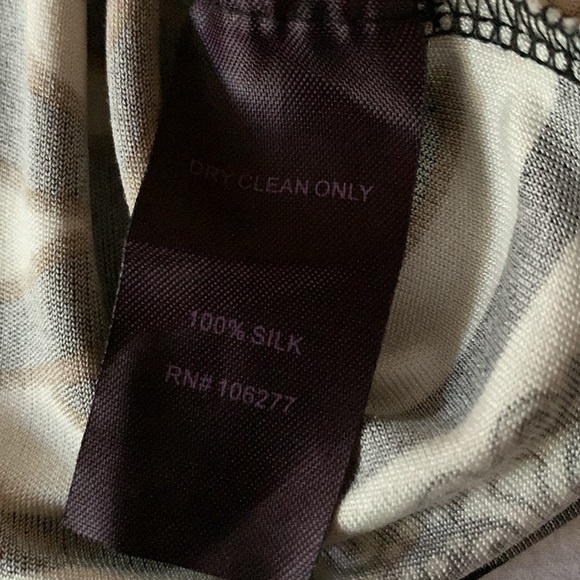 DRY CLEAN ONLY
100% SILK
RN# 106277